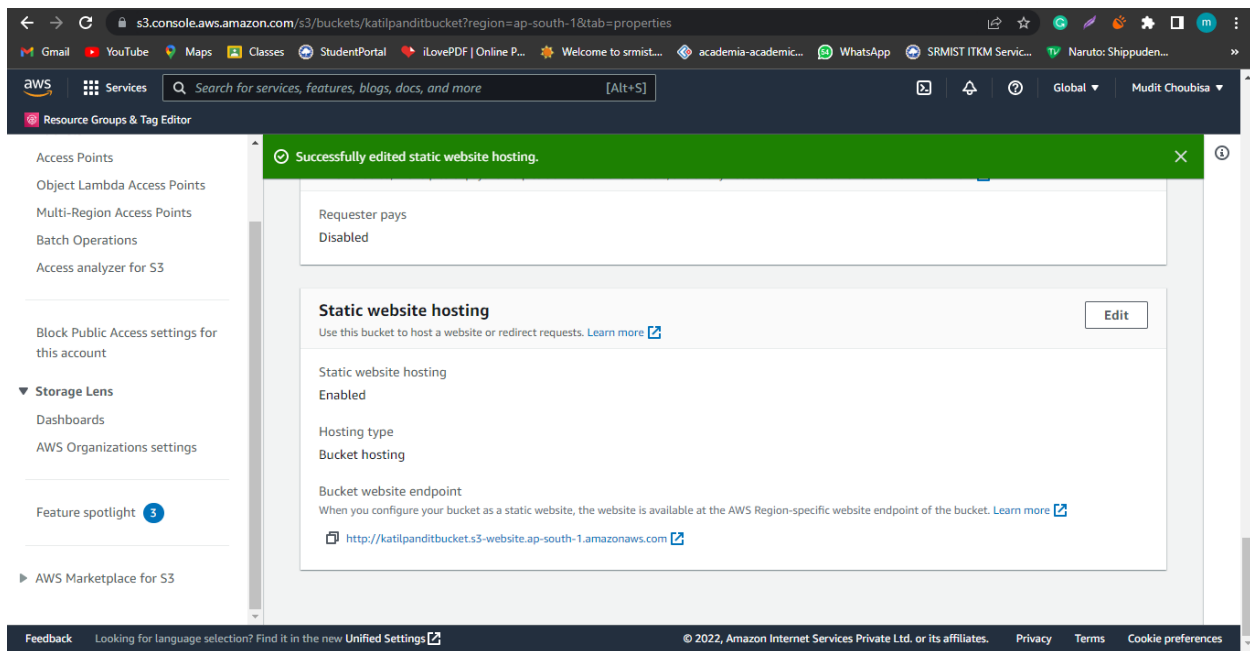 s3.console.aws.amazon.com/s3/buckets/katilpanditbucket?region=ap-south-1&tab=properties
m
Gmail YouTube Maps Classes StudentPortal iLovePDF | Online P... Welcome to srmist... academia-academic... WhatsApp SRMIST ITKM Servic... Naruto: Shippuden... »
aws Services Search for services, features, blogs, docs, and more [Alt+S] Global Mudit Choubisa
Resource Groups & Tag Editor
Access Points
Object Lambda Access Points
Multi-Region Access Points
Batch Operations
Access analyzer for S3
Block Public Access settings for
this account
Storage Lens
Dashboards
AWS Organizations settings
Feature spotlight 3
AWS Marketplace for S3
Successfully edited static website hosting.
Requester pays
Disabled
Static website hosting
Edit
Use this bucket to host a website or redirect requests. Learn more
Static website hosting
Enabled
Hosting type
Bucket hosting
Bucket website endpoint
When you configure your bucket as a static website, the website is available at the AWS Region-specific website endpoint of the bucket. Learn more
http://katilpanditbucket.s3-website.ap-south-1.amazonaws.com
Feedback Looking for language selection? Find it in the new Unified Settings © 2022, Amazon Internet Services Private Ltd. or its affiliates. Privacy Terms Cookie preferences